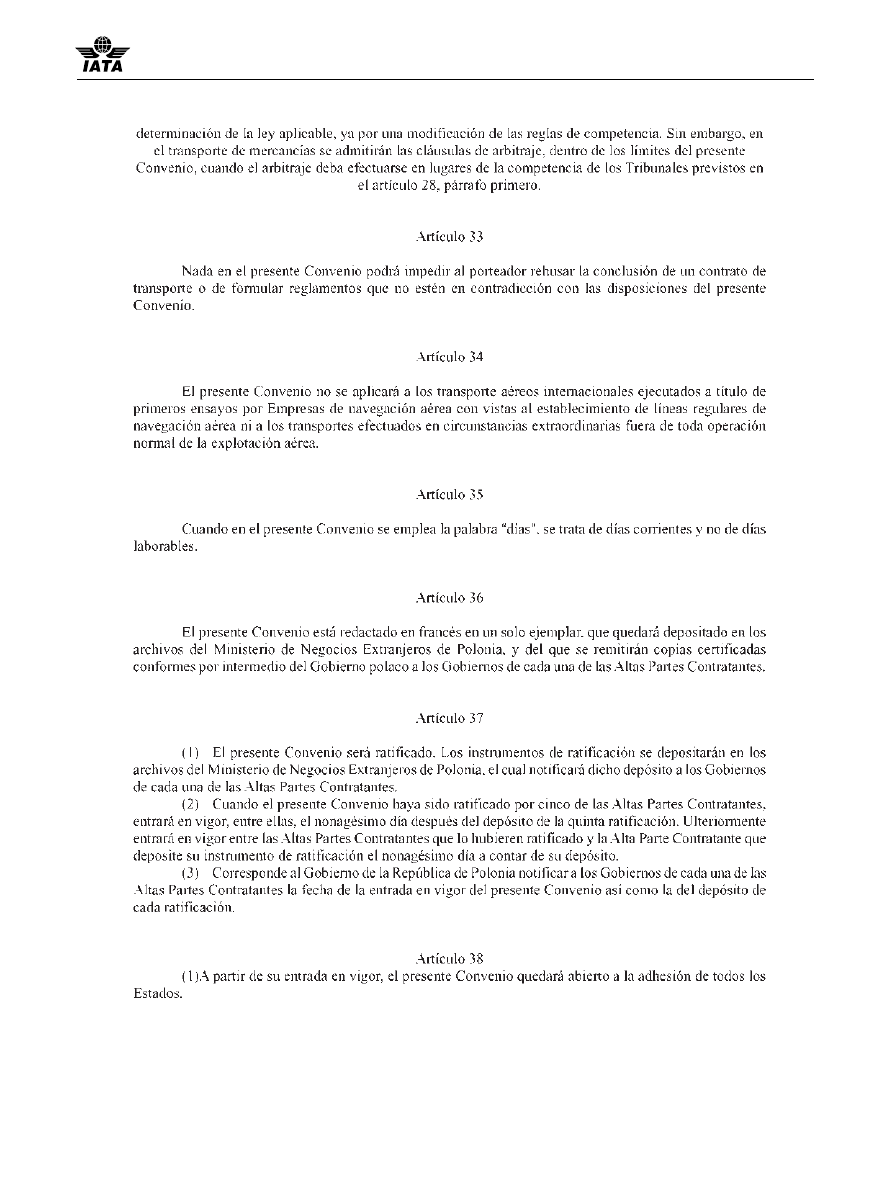 IATA
determinación de la ley aplicable, ya por una modificación de las reglas de competencia. Sin embargo, en
el transporte de mercancías se admitirán las cláusulas de arbitraje, dentro de los límites del presente
Convenio, cuando el arbitraje deba efectuarse en lugares de la competencia de los Tribunales previstos en
el artículo 28, párrafo primero.
Artículo 33
Nada en el presente Convenio podrá impedir al porteador rehusar la conclusión de un contrato de
transporte o de formular reglamentos que no estén en contradicción con las disposiciones del presente
Convenio.
Artículo 34
El presente Convenio no se aplicará a los transporte aéreos internacionales ejecutados a título de
primeros ensayos por Empresas de navegación aérea con vistas al establecimiento de líneas regulares de
navegación aérea ni a los transportes efectuados en circunstancias extraordinarias fuera de toda operación
normal de la explotación aérea.
Artículo 35
Cuando en el presente Convenio se emplea la palabra "días", se trata de días corrientes y no de días
laborables.
Artículo 36
El presente Convenio está redactado en francés en un solo ejemplar, que quedará depositado en los
archivos del Ministerio de Negocios Extranjeros de Polonia, y del que se remitirán copias certificadas
conformes por intermedio del Gobierno polaco a los Gobiernos de cada una de las Altas Partes Contratantes.
Artículo 37
(1) El presente Convenio será ratificado. Los instrumentos de ratificación se depositarán en los
archivos del Ministerio de Negocios Extranjeros de Polonia, el cual notificará dicho depósito a los Gobiernos
de cada una de las Altas Partes Contratantes.
(2) Cuando el presente Convenio haya sido ratificado por cinco de las Altas Partes Contratantes,
entrará en vigor, entre ellas, el nonagésimo día después del depósito de la quinta ratificación. Ulteriormente
entrará en vigor entre las Altas Partes Contratantes que lo hubieren ratificado y la Alta Parte Contratante que
deposite su instrumento de ratificación el nonagésimo día a contar de su depósito.
(3) Corresponde al Gobierno de la República de Polonia notificar a los Gobiernos de cada una de las
Altas Partes Contratantes la fecha de la entrada en vigor del presente Convenio así como la del depósito de
cada ratificación.
Artículo 38
(1)A partir de su entrada en vigor, el presente Convenio quedará abierto a la adhesión de todos los
Estados.